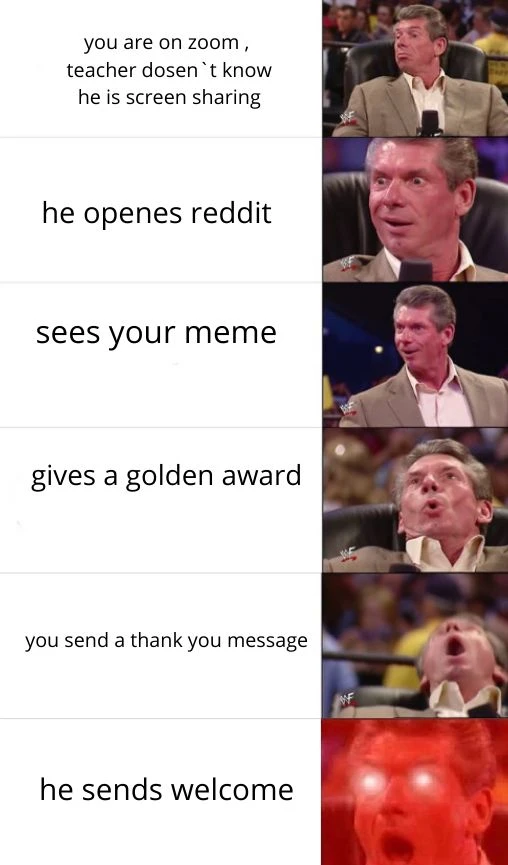 you are on zoom ,
teacher dosen`t know
he is screen sharing
he openes reddit
sees your meme
gives a golden award
you send a thank you message
he sends welcome